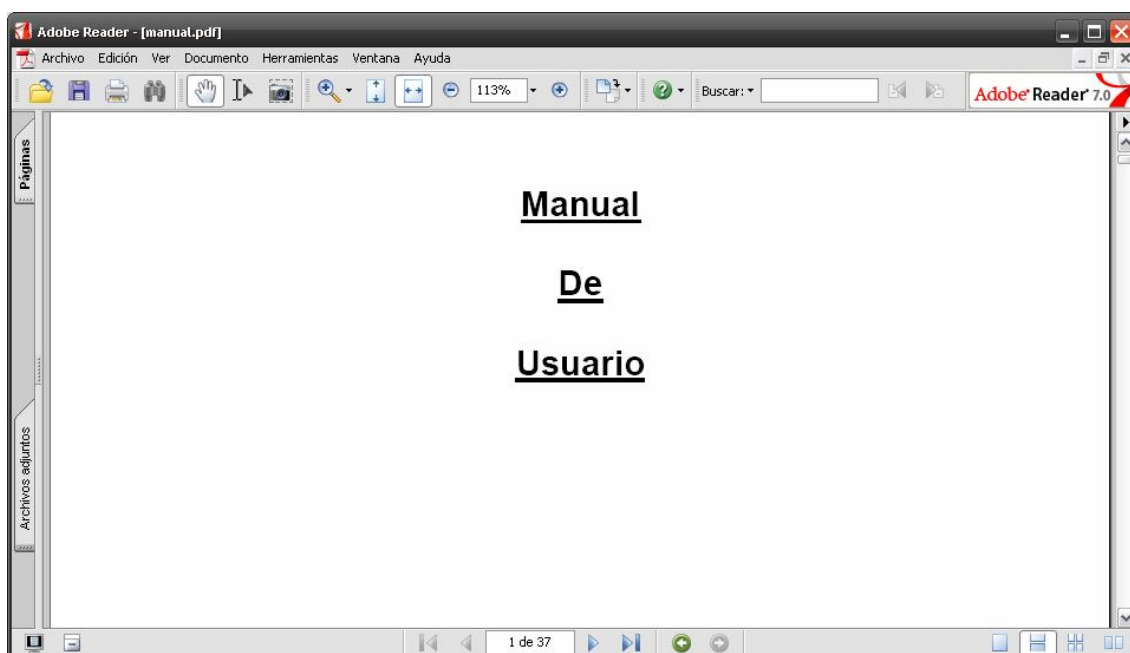 Adobe Reader - [manual.pdf]
Archivo Edición Ver Documento Herramientas Ventana Ayuda
113% Buscar: Adobe Reader 7.0
Páginas
Manual
De
Usuario
Archivos adjuntos
1 de 37